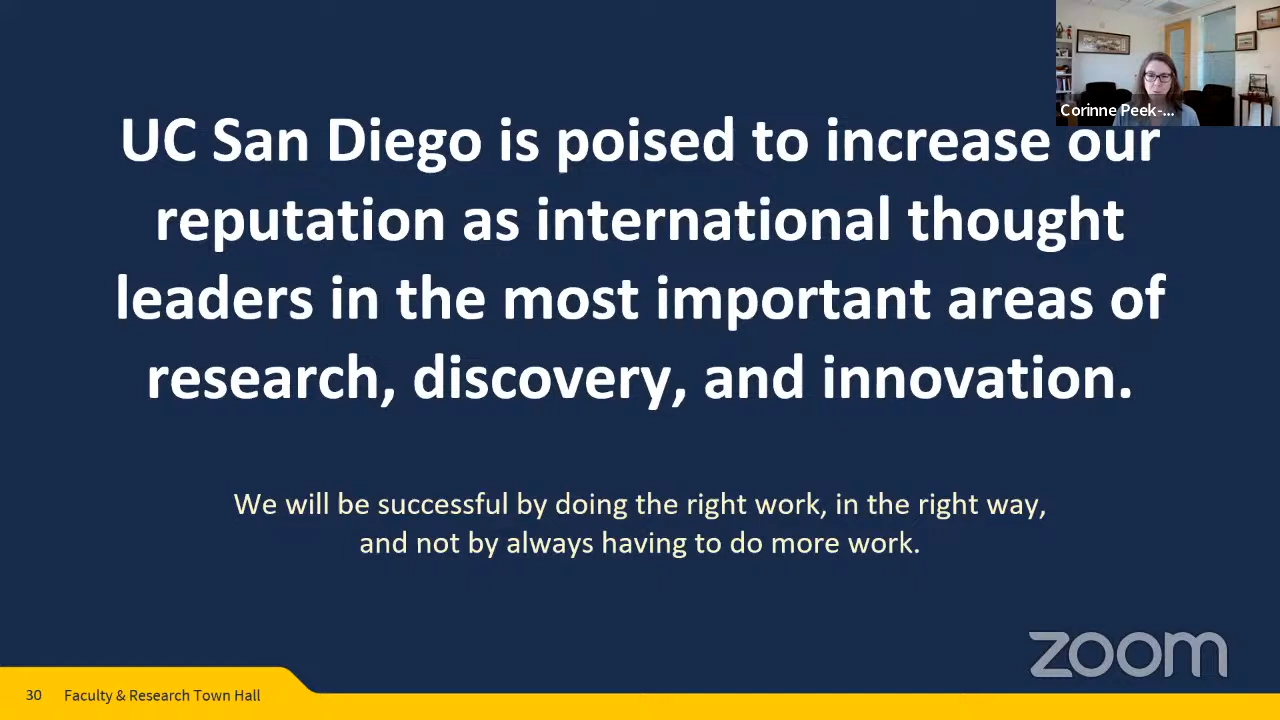 Corinne Peek-...
UC San Diego is poised to increase our
reputation as international thought
leaders in the most important areas of
research, discovery, and innovation.
We will be successful by doing the right work, in the right way,
and not by always having to do more work.
zoom
30 Faculty & Research Town Hall